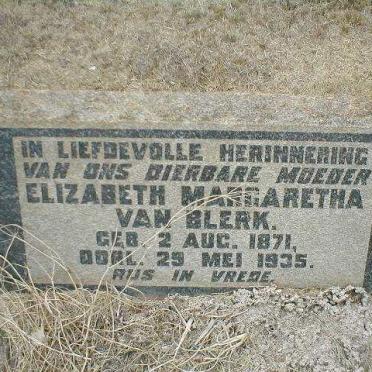 IN LIEFDEVOLLE HERINNERING
VAN ONS DIERBARE MOEDER
ELIZABETH MARGARETHA
VAN BLERK.
GEB. 2 AUG. 1871,
OORL. 29 MEI 1935.
RUS IN VREDE.